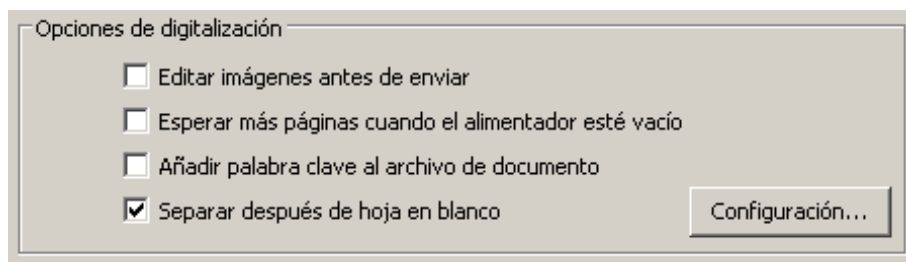 Opciones de digitalización
Editar imágenes antes de enviar
Esperar más páginas cuando el alimentador esté vacío
Añadir palabra clave al archivo de documento
Separar después de hoja en blanco
Configuración...